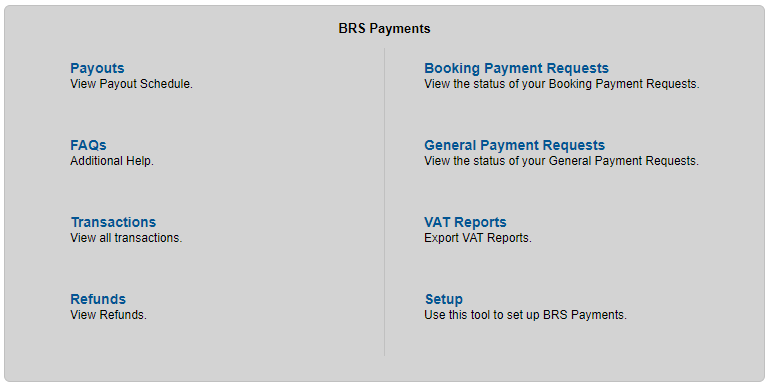 BRS Payments
Payouts
View Payout Schedule.
FAQs
Additional Help.
Transactions
View all transactions.
Refunds
View Refunds.
Booking Payment Requests
View the status of your Booking Payment Requests.
General Payment Requests
View the status of your General Payment Requests.
VAT Reports
Export VAT Reports.
Setup
Use this tool to set up BRS Payments.